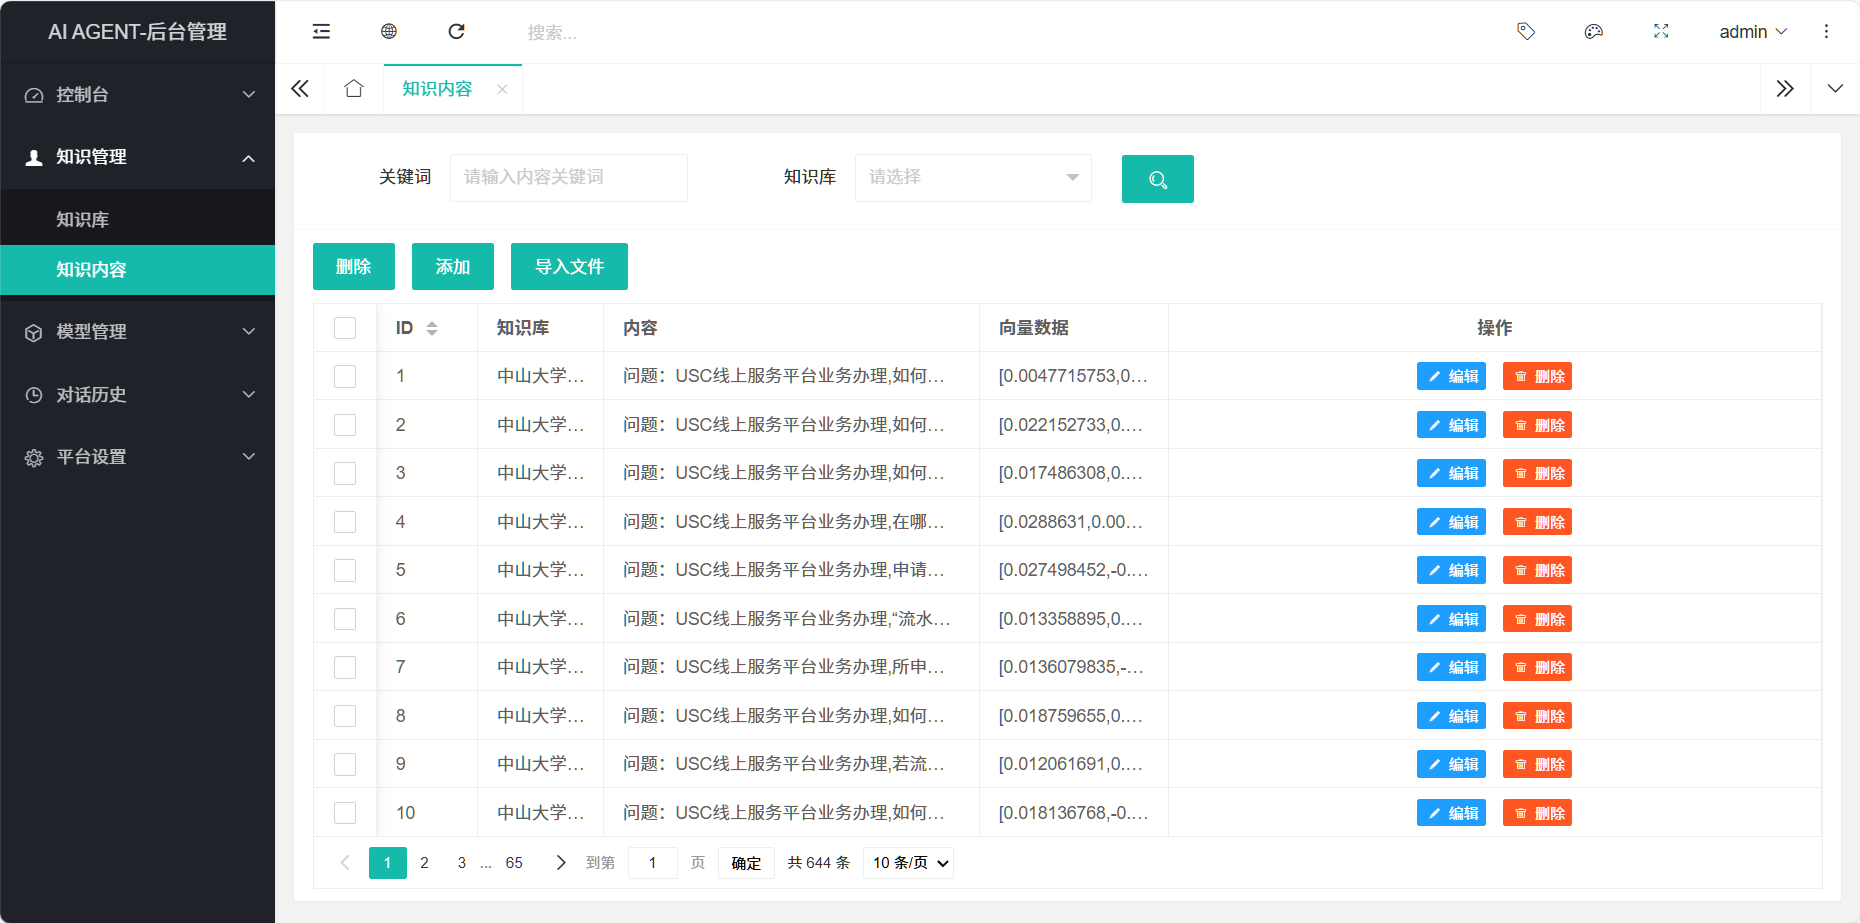 AI AGENT-后台管理
搜索...
admin
控制台
知识管理
知识库
知识内容
模型管理
对话历史
平台设置
知识内容
关键词 请输入内容关键词 知识库 请选择
删除 添加 导入文件
ID 知识库 内容 向量数据 操作
1 中山大学... 问题：USC线上服务平台业务办理,如何... [0.0047715753,0... 编辑 删除
2 中山大学... 问题：USC线上服务平台业务办理,如何... [0.022152733,0.... 编辑 删除
3 中山大学... 问题：USC线上服务平台业务办理,如何... [0.017486308,0.... 编辑 删除
4 中山大学... 问题：USC线上服务平台业务办理,在哪... [0.0288631,0.00... 编辑 删除
5 中山大学... 问题：USC线上服务平台业务办理,申请... [0.027498452,-0.... 编辑 删除
6 中山大学... 问题：USC线上服务平台业务办理,“流水... [0.013358895,0.... 编辑 删除
7 中山大学... 问题：USC线上服务平台业务办理,所申... [0.0136079835,-... 编辑 删除
8 中山大学... 问题：USC线上服务平台业务办理,如何... [0.018759655,0.... 编辑 删除
9 中山大学... 问题：USC线上服务平台业务办理,若流... [0.012061691,0.... 编辑 删除
10 中山大学... 问题：USC线上服务平台业务办理,如何... [0.018136768,-0.... 编辑 删除
1 2 3 ... 65 到第 1 页 确定 共 644 条 10 条/页